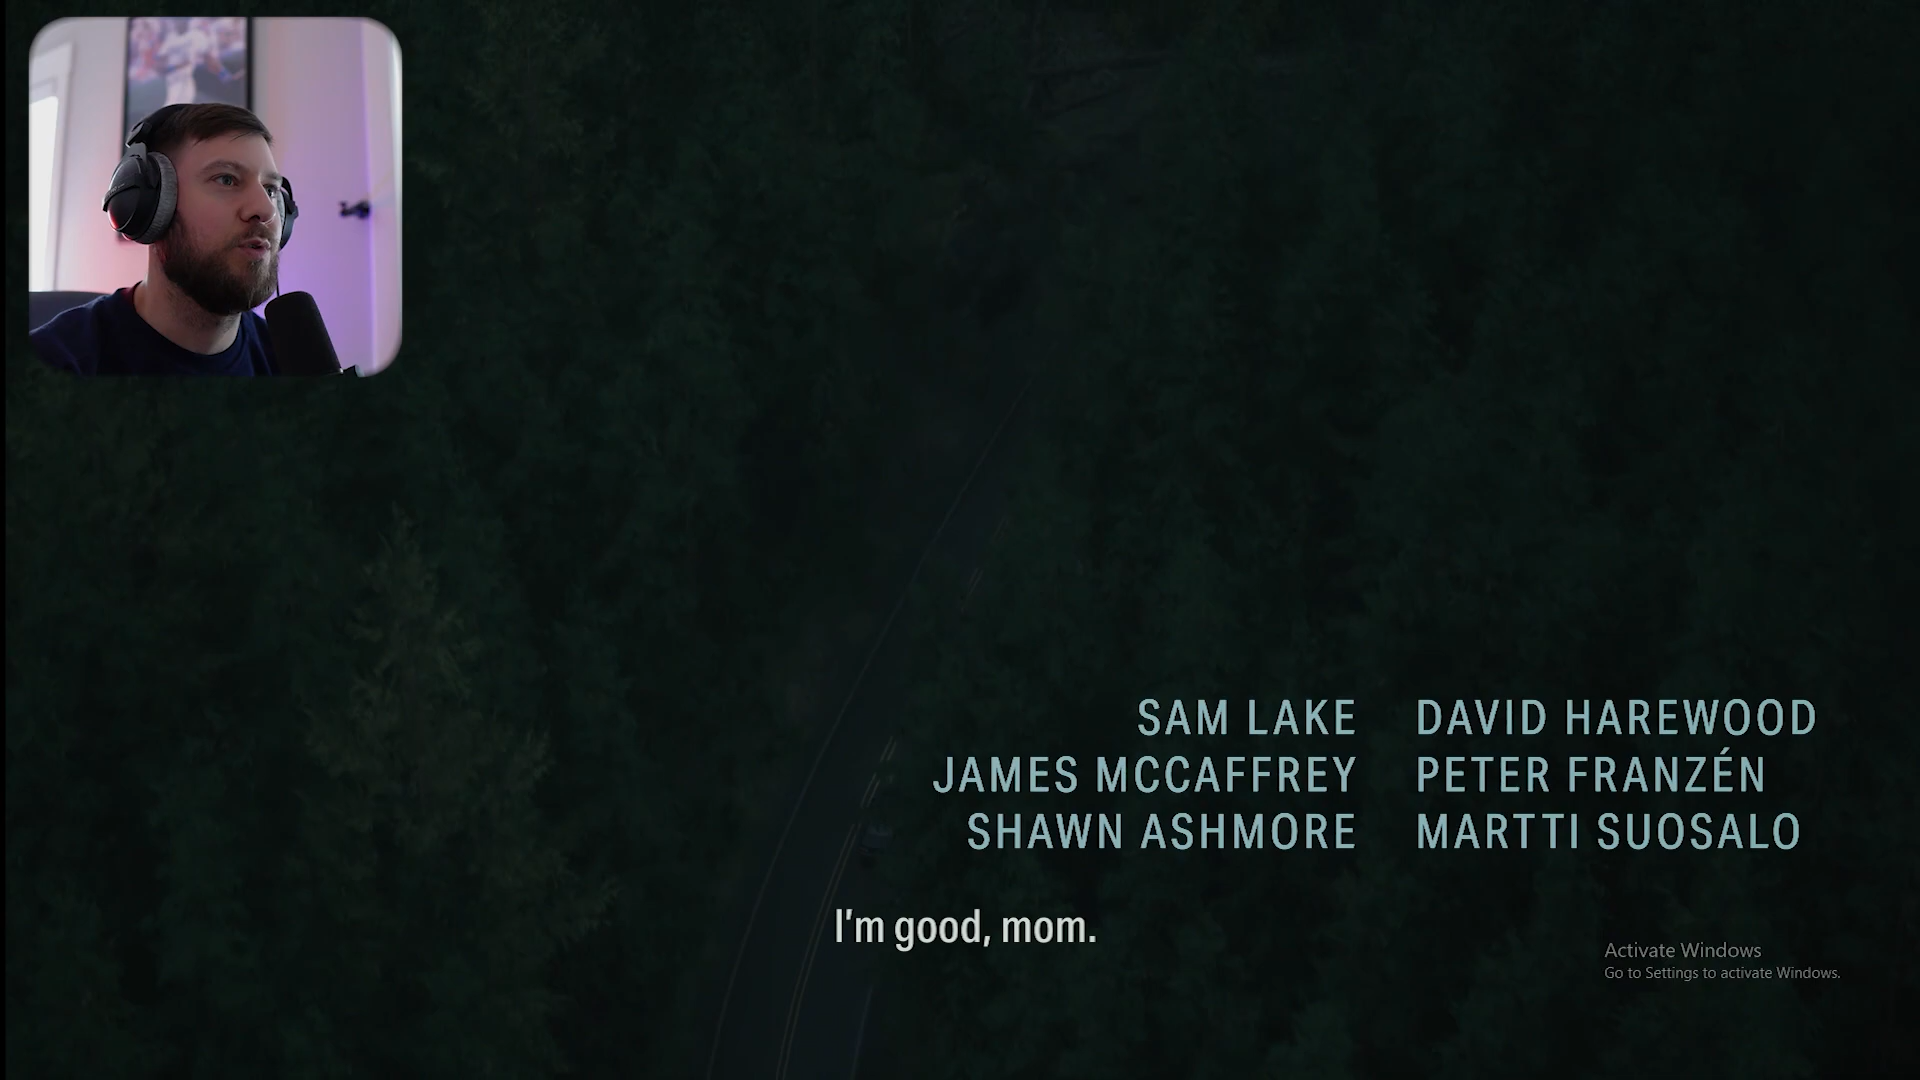 SAM LAKE DAVID HAREWOOD
JAMES MCCAFFREY PETER FRANZÉN
SHAWN ASHMORE MARTTI SUOSALO
I'm good, mom.
Activate Windows
Go to Settings to activate Windows.